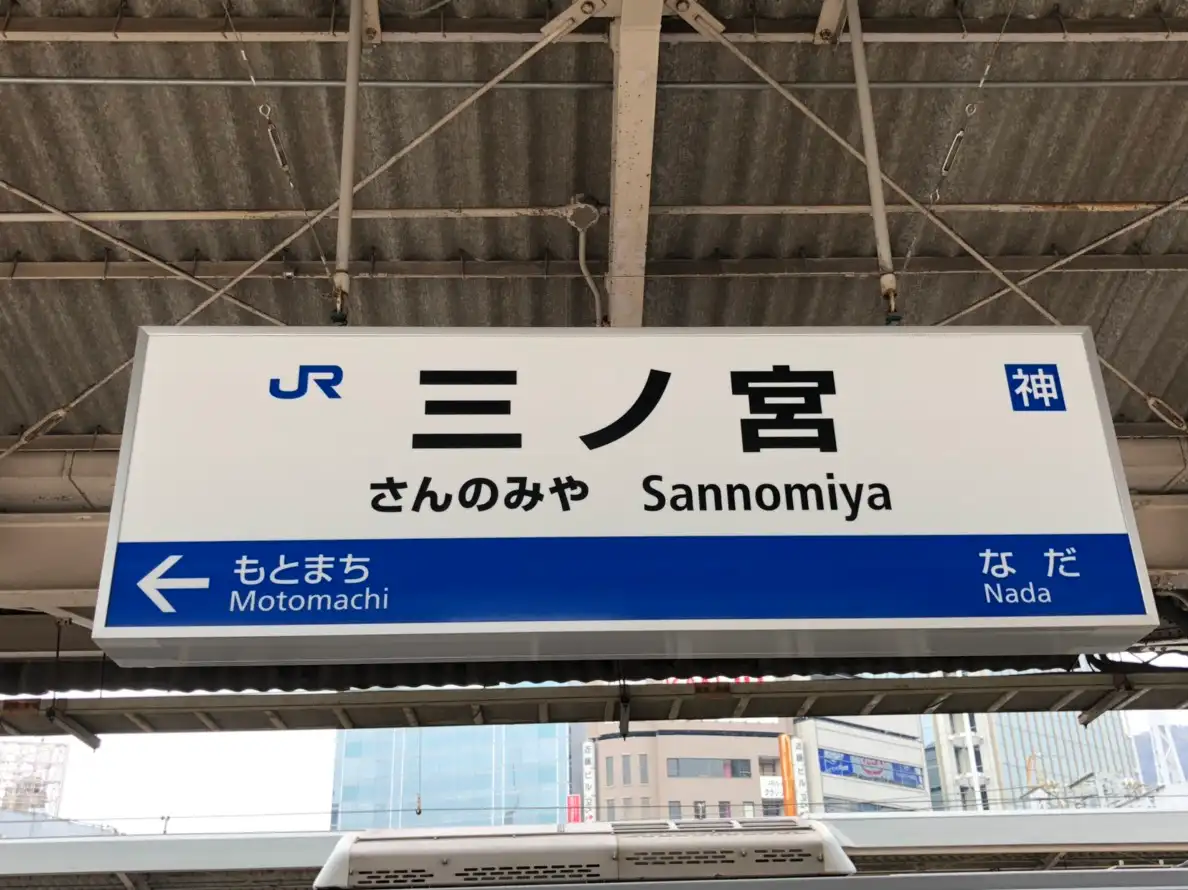 JR 三ノ宮 神
さんのみや Sannomiya
← もとまち なだ
Motomachi Nada